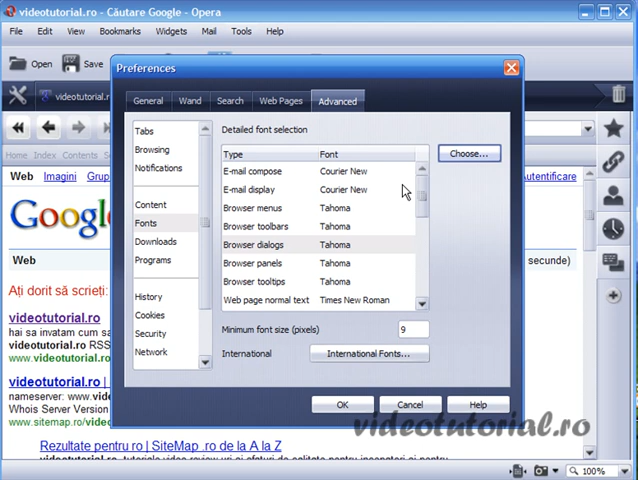 videotutorial.ro - Căutare Google - Opera
File Edit View Bookmarks Widgets Mail Tools Help
Open Save
Preferences
videotutorial.r
General Wand Search Web Pages Advanced
Home Index Contents
Tabs
Browsing
Notifications
Content
Fonts
Downloads
Programs
History
Cookies
Security
Network
Detailed font selection
Type Font
E-mail compose Courier New
E-mail display Courier New
Browser menus Tahoma
Browser toolbars Tahoma
Browser dialogs Tahoma
Browser panels Tahoma
Browser tooltips Tahoma
Web page normal text Times New Roman
Choose...
Minimum font size (pixels) 9
International International Fonts...
OK Cancel Help
Web Imagini Grup
Autentificare
Google
Web
secunde)
Aţi dorit să scrieţi:
videotutorial.ro
hai sa invatam cum sa
videotutorial.ro RSS
www.videotutorial.ro/
videotutorial.ro |
nameserver: www.vide
Whois Server Version
www.sitemap.ro/video
Rezultate pentru ro | SiteMap .ro de la A la Z
videotutorial.ro
100%